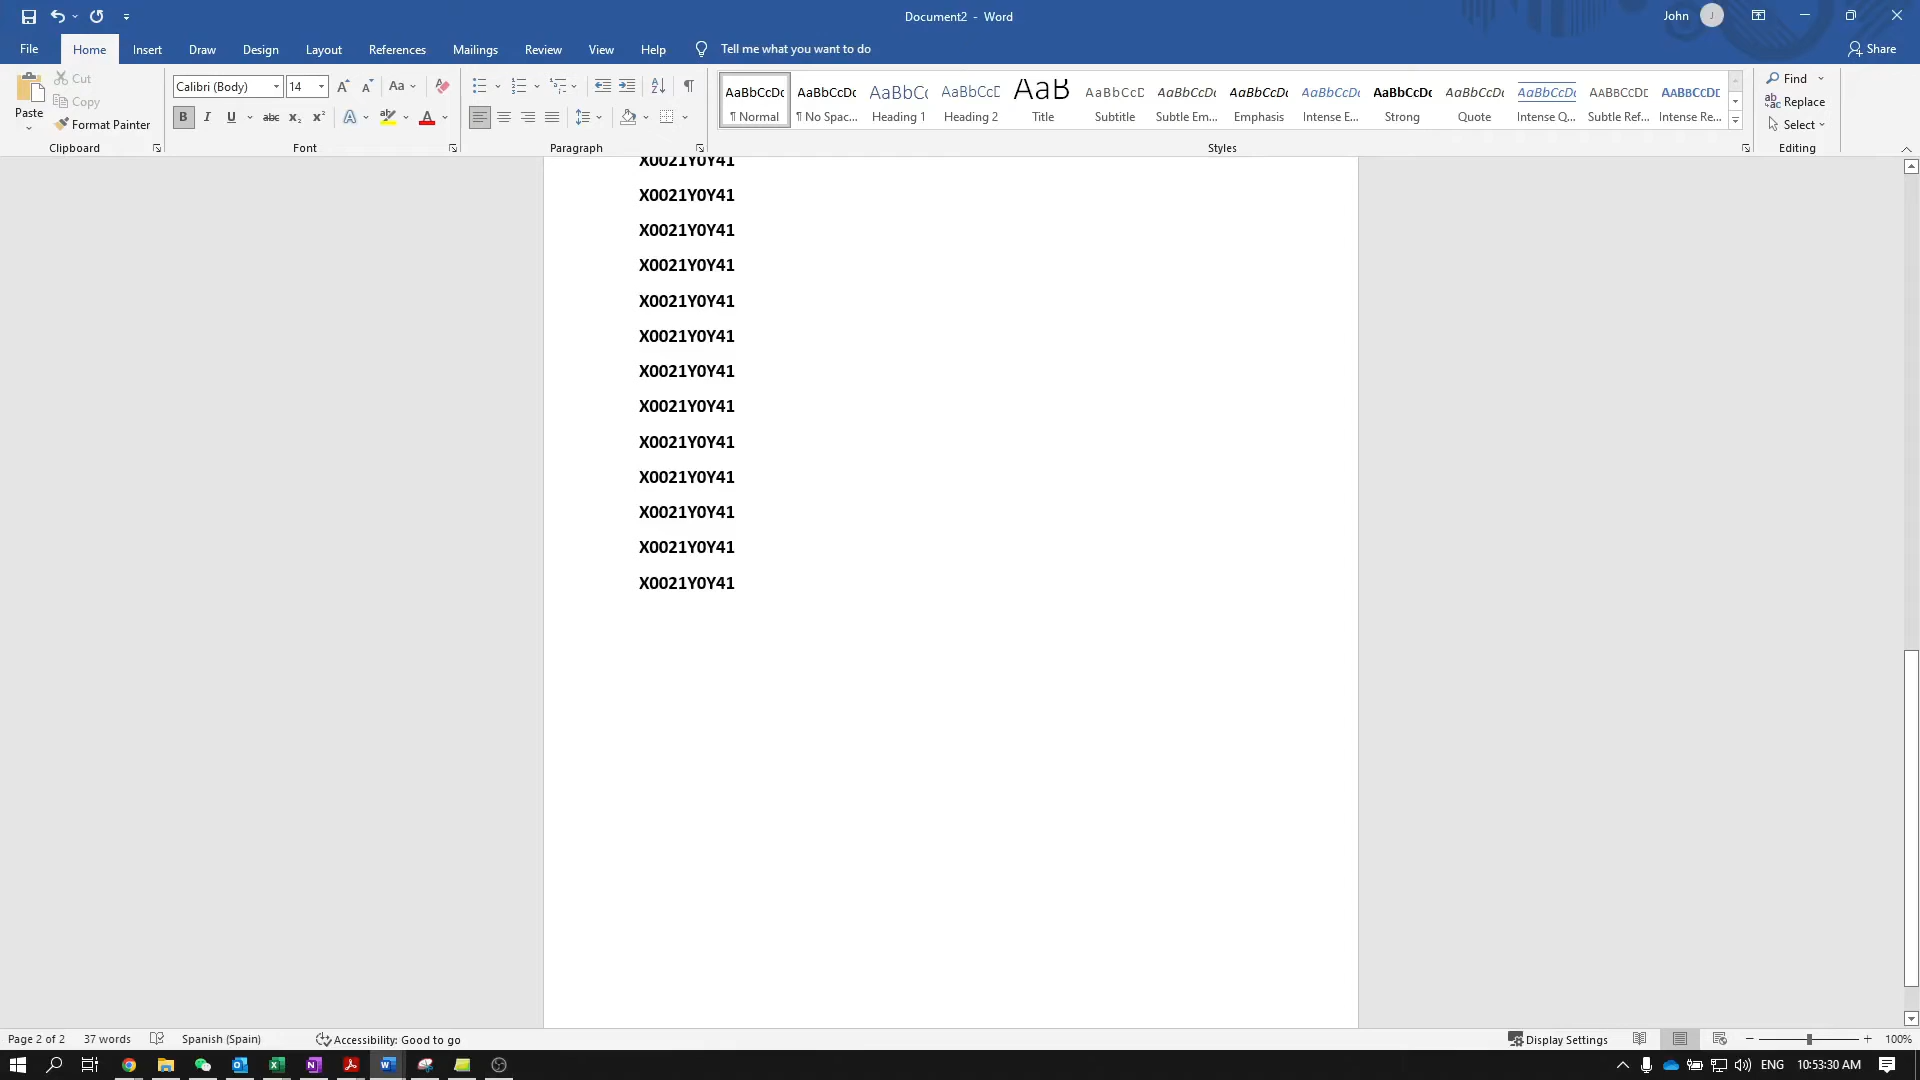 Document2 - Word
John J
File Home Insert Draw Design Layout References Mailings Review View Help Tell me what you want to do Share
Paste
Cut
Copy
Format Painter
Clipboard
Calibri (Body) 14
Font
Paragraph
AaBbCcDc ¶ Normal
AaBbCcDc ¶ No Spac...
AaBbC Heading 1
AaBbCcD Heading 2
AaB Title
AaBbCcD Subtitle
AaBbCcDc Subtle Em...
AaBbCcDc Emphasis
AaBbCcDc Intense E...
AaBbCcDc Strong
AaBbCcDc Quote
AaBbCcDc Intense Q...
AABBCCDE Subtle Ref...
AABBCCDE Intense Re...
Styles
Find
Replace
Select
Editing
X0021Y0Y41
X0021Y0Y41
X0021Y0Y41
X0021Y0Y41
X0021Y0Y41
X0021Y0Y41
X0021Y0Y41
X0021Y0Y41
X0021Y0Y41
X0021Y0Y41
X0021Y0Y41
X0021Y0Y41
X0021Y0Y41
Page 2 of 2 37 words Spanish (Spain) Accessibility: Good to go Display Settings 100%
ENG 10:53:30 AM